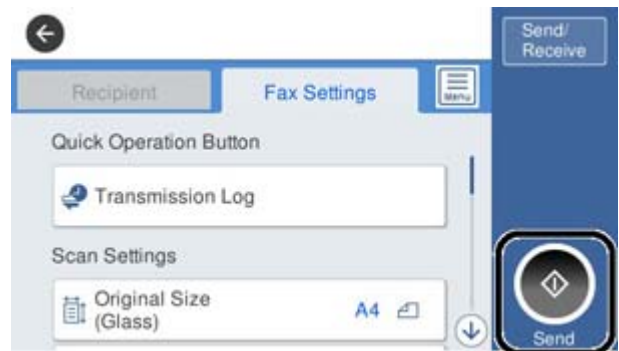 Send/
Receive
Recipient
Fax Settings
Menu
Quick Operation Button
Transmission Log
Scan Settings
Original Size
(Glass)
A4
Send